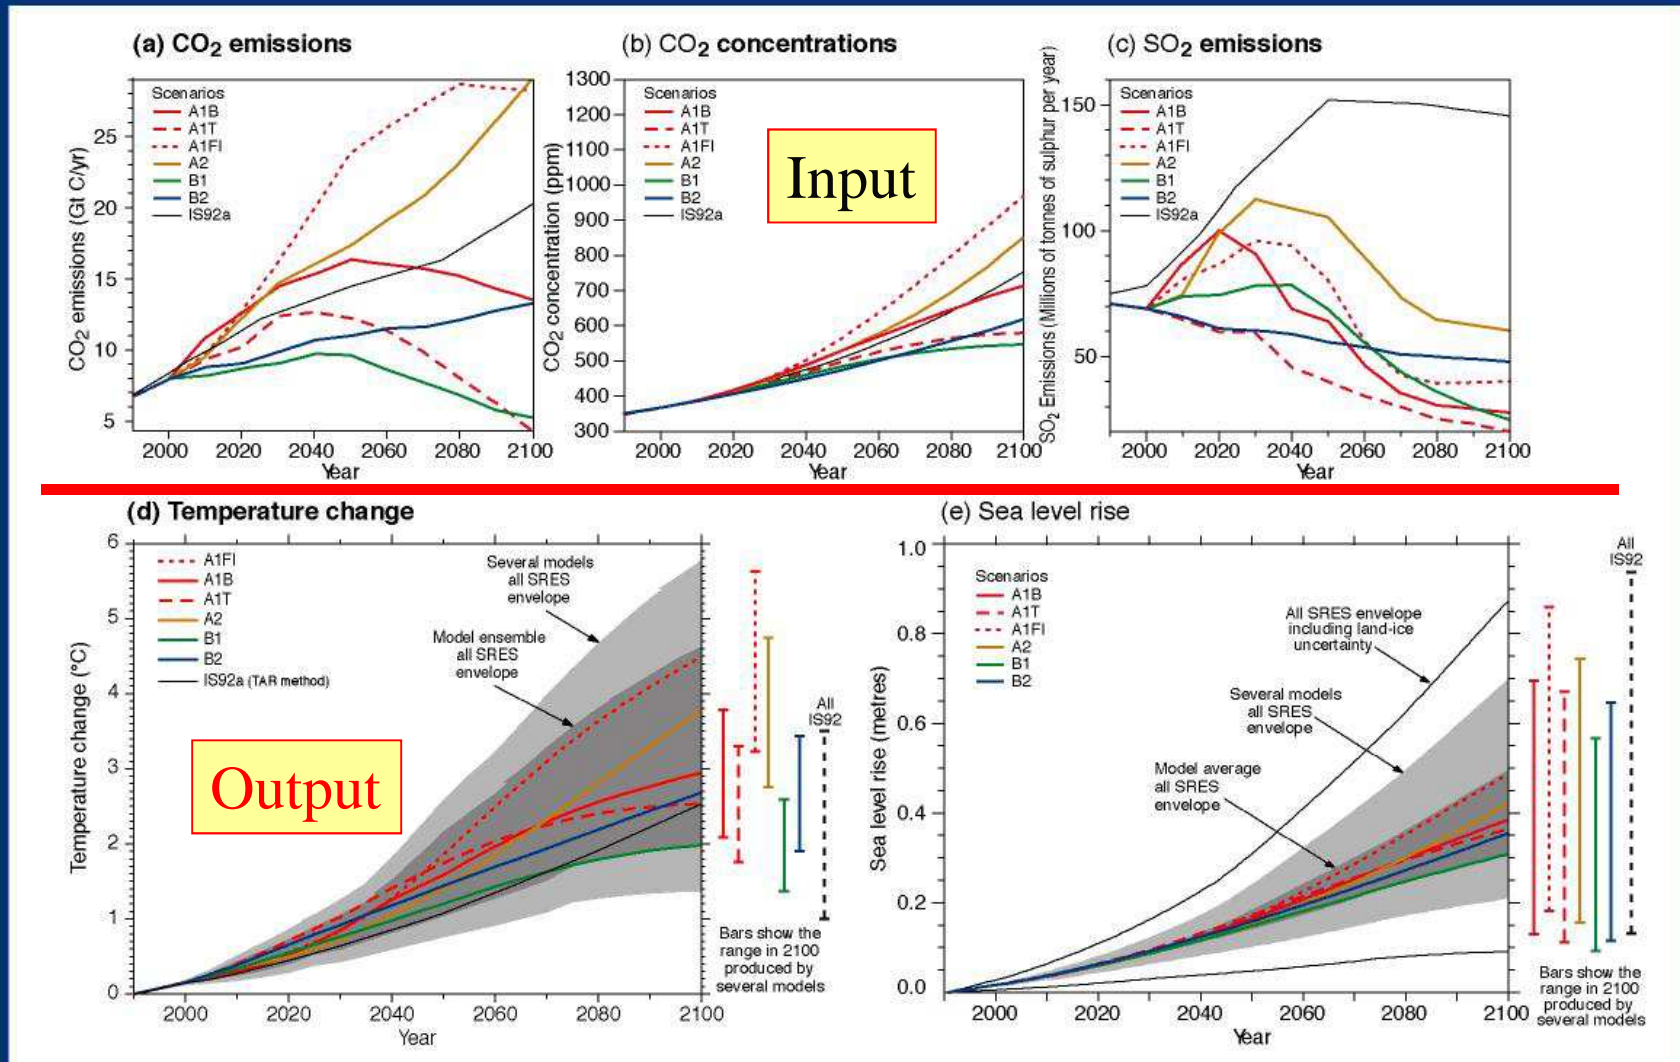 (a) CO2 emissions
CO2 emissions (Gt C/yr)
Scenarios
A1B
A1T
A1FI
A2
B1
B2
IS92a
25
20
15
10
5
2000 2020 2040 2060 2080 2100
Year
(b) CO2 concentrations
CO2 concentration (ppm)
Scenarios
A1B
A1T
A1FI
A2
B1
B2
IS92a
1300
1200
1100
1000
900
800
700
600
500
400
300
2000 2020 2040 2060 2080 2100
Year
Input
(c) SO2 emissions
SO2 Emissions (Millions of tonnes of sulphur per year)
Scenarios
A1B
A1T
A1FI
A2
B1
B2
IS92a
150
100
50
2000 2020 2040 2060 2080 2100
Year
(d) Temperature change
Temperature change (°C)
6
5
4
3
2
1
0
A1FI
A1B
A1T
A2
B1
B2
IS92a (TAR method)
Several models
all SRES
envelope
Model ensemble
all SRES
envelope
Output
2000 2020 2040 2060 2080 2100
Year
All
IS92
Bars show the
range in 2100
produced by
several models
(e) Sea level rise
Sea level rise (metres)
1.0
0.8
0.6
0.4
0.2
0.0
Scenarios
A1B
A1T
A1FI
A2
B1
B2
All SRES envelope
including land-ice
uncertainty
Several models
all SRES
envelope
Model average
all SRES
envelope
2000 2020 2040 2060 2080 2100
Year
All
IS92
Bars show the
range in 2100
produced by
several models